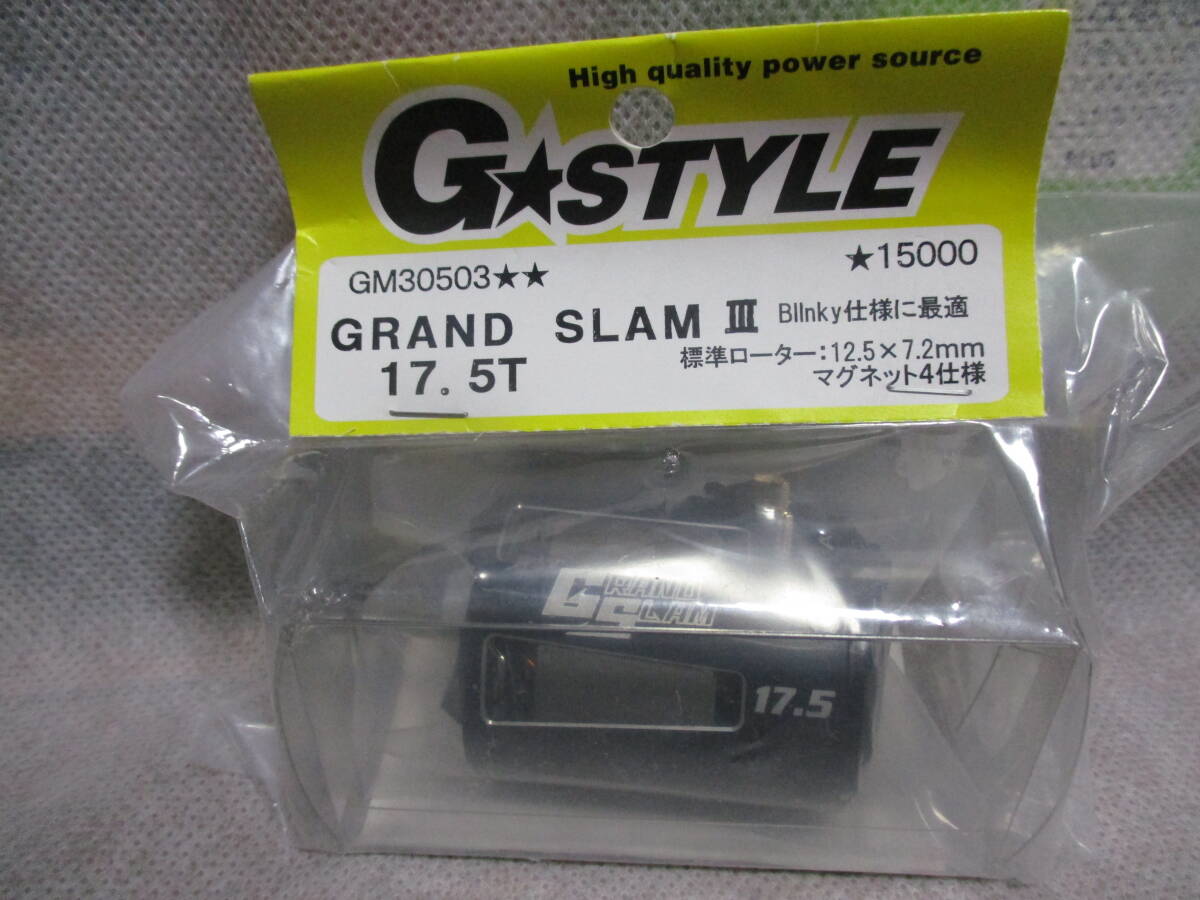 High quality power source
G★STYLE
GM30503★★
★15000
GRAND SLAM Ⅲ BlInky仕様に最適
17.5T 標準ローター：12.5×7.2mm
マグネット4仕様
GRAND SLAM
17.5